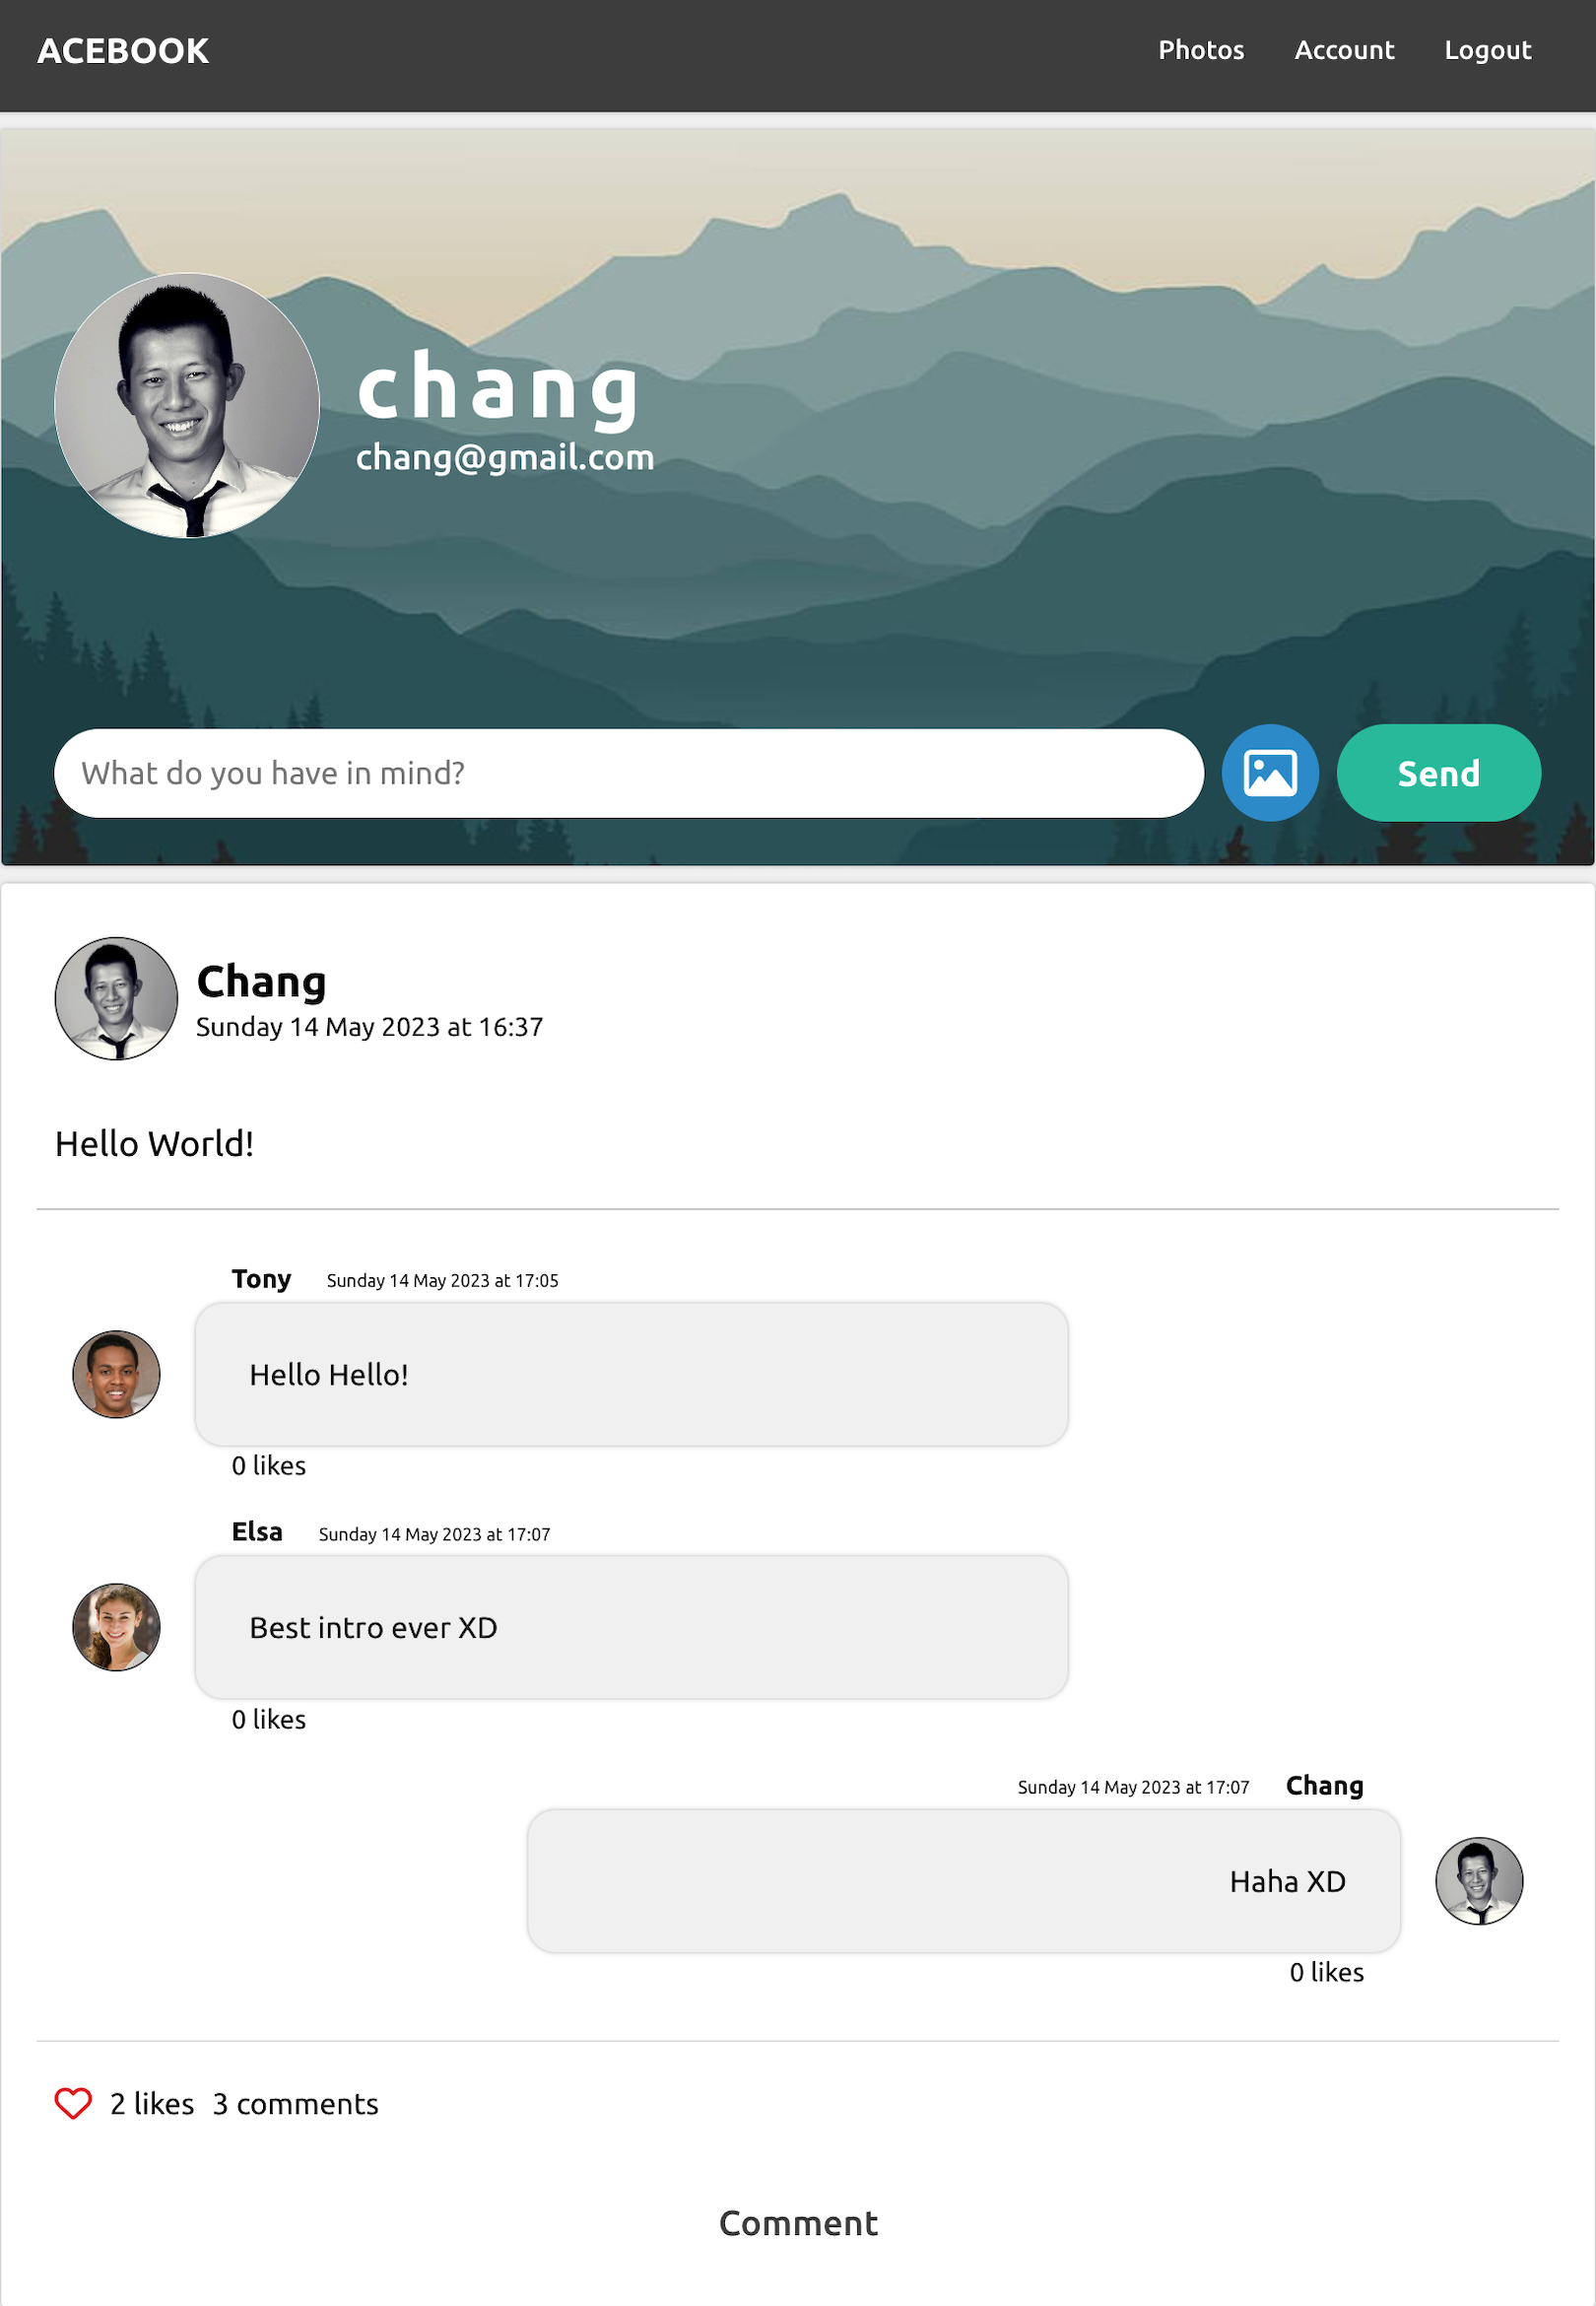 ACEBOOK Photos Account Logout
chang
chang@gmail.com
What do you have in mind? Send
Chang
Sunday 14 May 2023 at 16:37
Hello World!
Tony Sunday 14 May 2023 at 17:05
Hello Hello!
0 likes
Elsa Sunday 14 May 2023 at 17:07
Best intro ever XD
0 likes
Sunday 14 May 2023 at 17:07 Chang
Haha XD
0 likes
2 likes 3 comments
Comment